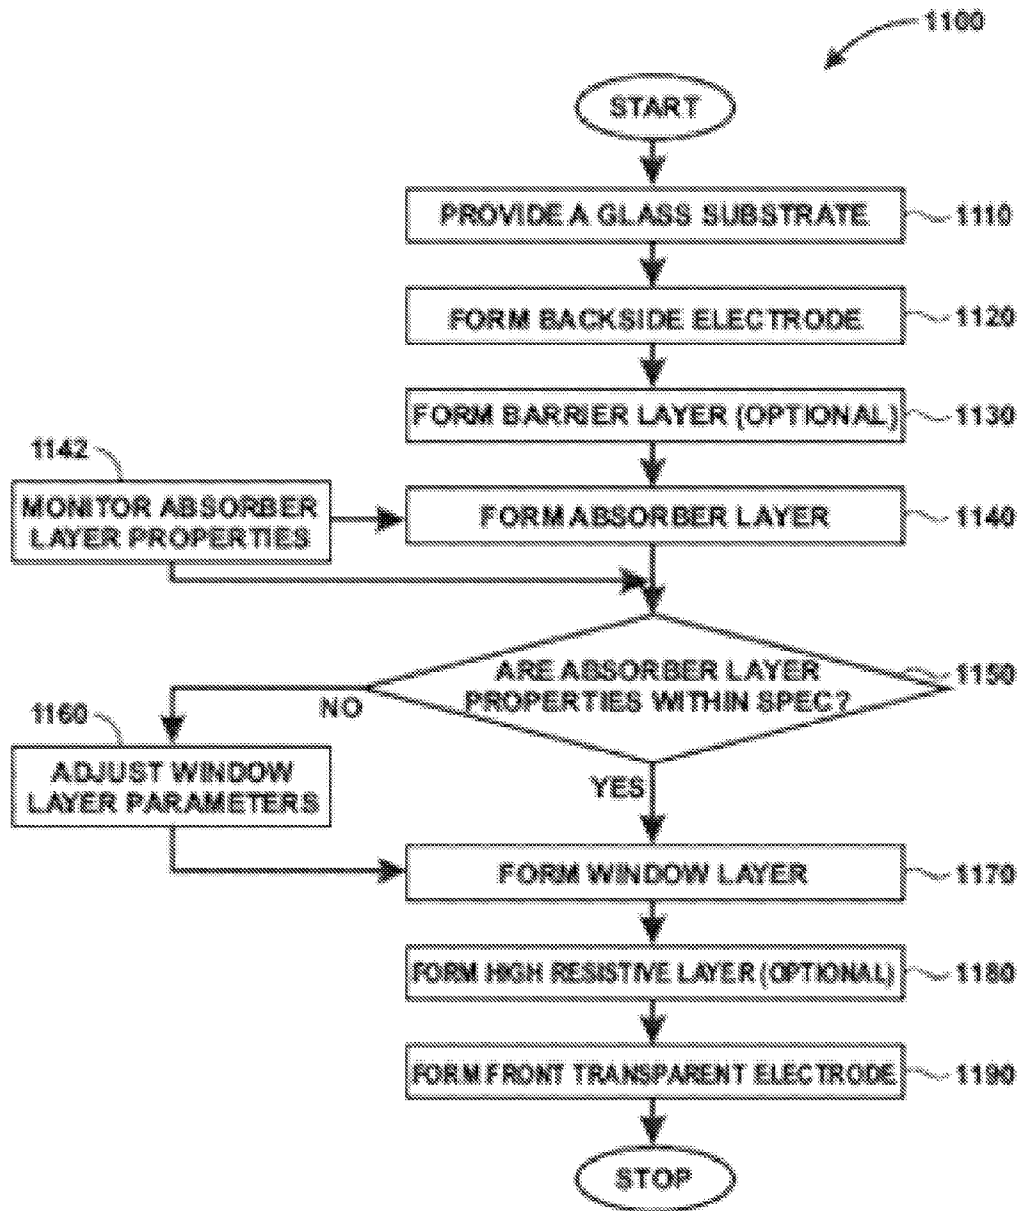 1100
START
PROVIDE A GLASS SUBSTRATE
1110
FORM BACKSIDE ELECTRODE
1120
FORM BARRIER LAYER (OPTIONAL)
1130
1142
MONITOR ABSORBER
LAYER PROPERTIES
FORM ABSORBER LAYER
1140
ARE ABSORBER LAYER
PROPERTIES WITHIN SPEC?
1150
NO
1160
ADJUST WINDOW
LAYER PARAMETERS
YES
FORM WINDOW LAYER
1170
FORM HIGH RESISTIVE LAYER (OPTIONAL)
1180
FORM FRONT TRANSPARENT ELECTRODE
1190
STOP